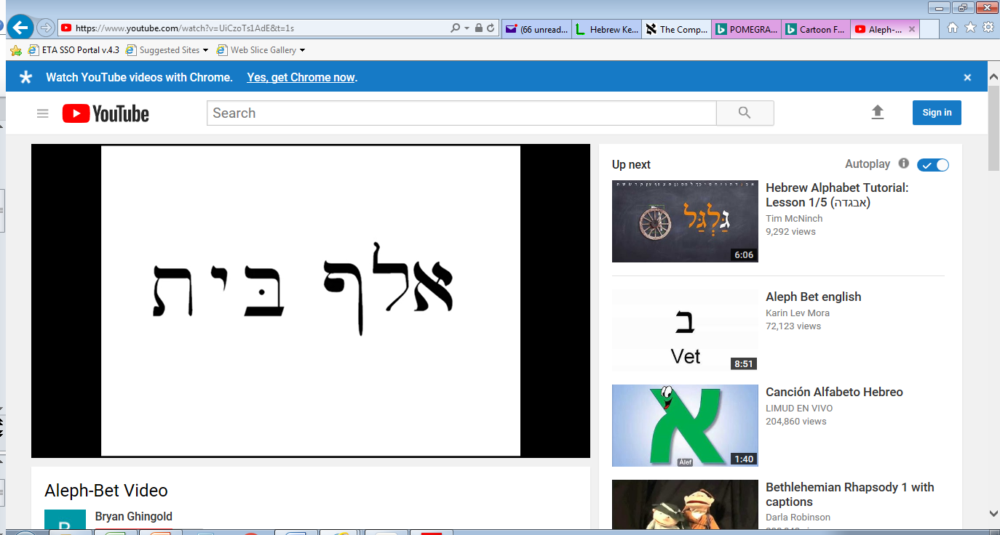 https://www.youtube.com/watch?v=UiCzoTs1AdE&t=1s
(66 unread...
Hebrew Ke...
The Comp...
POMEGRA...
Cartoon F...
Aleph-...
ETA SSO Portal v.4.3
Suggested Sites
Web Slice Gallery
Watch YouTube videos with Chrome. Yes, get Chrome now.
YouTube
Search
Sign in
אלף בּית
Aleph-Bet Video
Bryan Ghingold
Up next
Autoplay
גַּלְגַּל
6:06
Hebrew Alphabet Tutorial: Lesson 1/5 (אבגדה)
Tim McNinch
9,292 views
ב
Vet
8:51
Aleph Bet english
Karin Lev Mora
72,123 views
א
Álef
1:40
Canción Alfabeto Hebreo
LIMUD EN VIVO
204,860 views
Bethlehemian Rhapsody 1 with captions
Darla Robinson